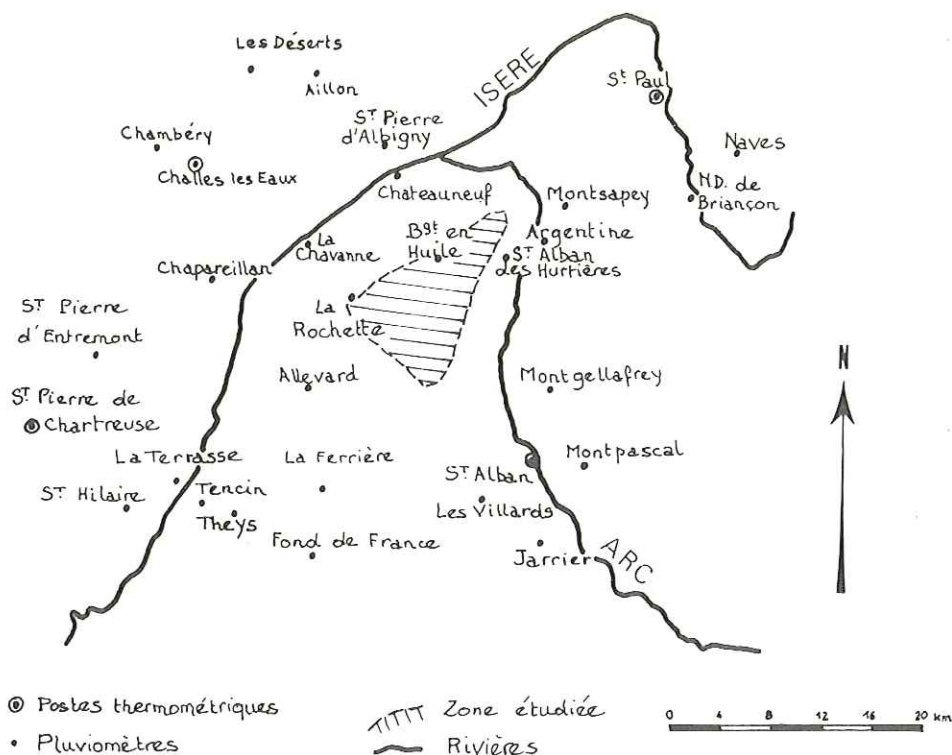 Les Déserts
Aillon
ISERE
St Paul
ST Pierre
d'Albigny
Chambéry
Challes les Eaux
Naves
Chateauneuf
Montsapey
ND. de
Briançon
Bgt en
Huile
La
Chavanne
Argentine
ST Alban
des Hurtières
Chapareillan
ST Pierre
d'Entremont
La
Rochette
N
Allevard
Montgellafrey
ST Pierre de
Chartreuse
La Terrasse
La Ferrière
ST Alban
Montpascal
ST Hilaire
Tencin
Theys
Les Villards
Fond de France
Jarrier
ARC
Postes thermométriques
Zone étudiée
Pluviomètres
Rivières
0 4 8 12 16 20 km